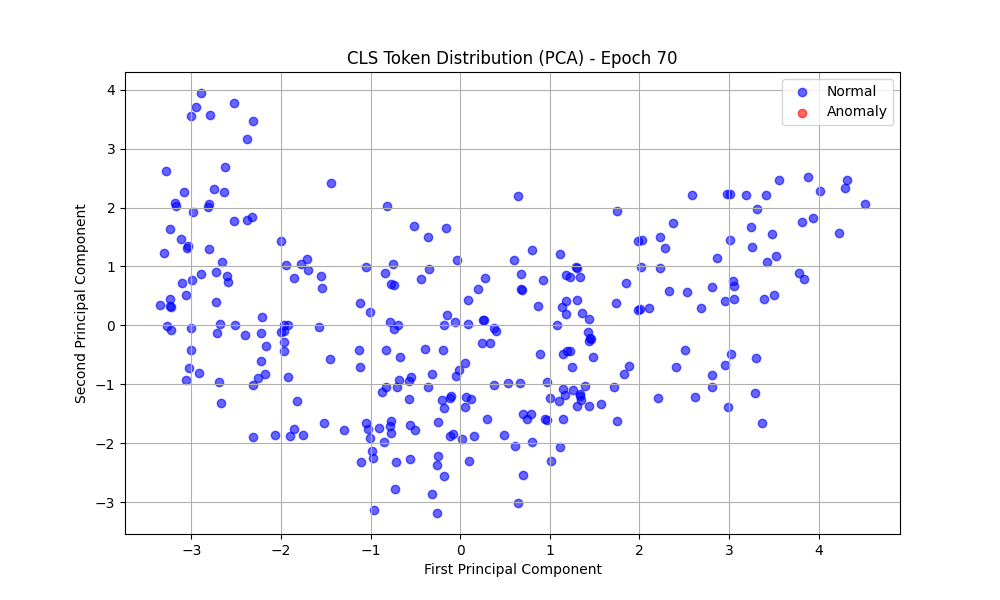 CLS Token Distribution (PCA) - Epoch 70
Normal
Anomaly
4
3
2
1
0
−1
−2
−3
Second Principal Component
−3 −2 −1 0 1 2 3 4
First Principal Component